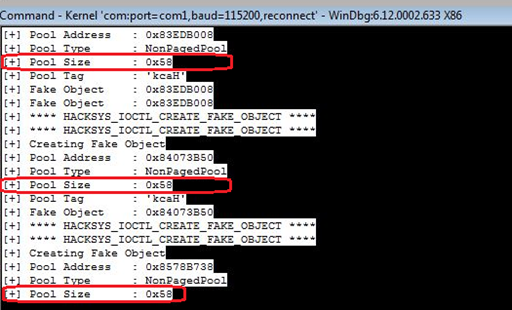 Command - Kernel 'com:port=com1,baud=115200,reconnect' - WinDbg:6.12.0002.633 X86
[+] Pool Address : 0x83EDB008
[+] Pool Type : NonPagedPool
[+] Pool Size : 0x58
[+] Pool Tag : 'kcaH'
[+] Fake Object : 0x83EDB008
[+] Fake Object : 0x83EDB008
[+] **** HACKSYS_IOCTL_CREATE_FAKE_OBJECT ****
[+] **** HACKSYS_IOCTL_CREATE_FAKE_OBJECT ****
[+] Creating Fake Object
[+] Pool Address : 0x84073B50
[+] Pool Type : NonPagedPool
[+] Pool Size : 0x58
[+] Pool Tag : 'kcaH'
[+] Fake Object : 0x84073B50
[+] **** HACKSYS_IOCTL_CREATE_FAKE_OBJECT ****
[+] **** HACKSYS_IOCTL_CREATE_FAKE_OBJECT ****
[+] Creating Fake Object
[+] Pool Address : 0x8578B738
[+] Pool Type : NonPagedPool
[+] Pool Size : 0x58